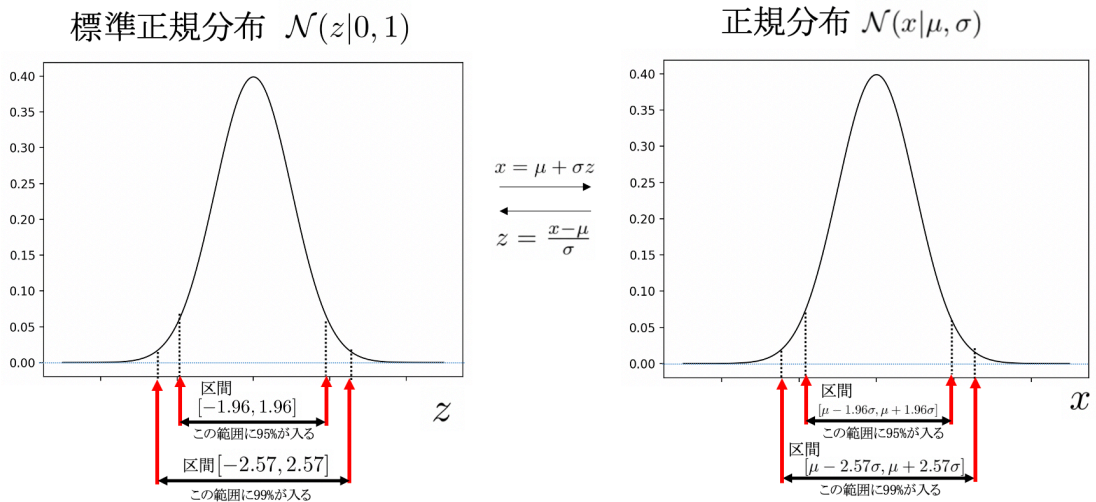 標準正規分布 𝒩(z|0, 1)
0.40
0.35
0.30
0.25
0.20
0.15
0.10
0.05
0.00
区間
[−1.96, 1.96]
この範囲に95%が入る
z
区間[−2.57, 2.57]
この範囲に99%が入る
x = μ + σz
z = \frac{x−μ}{σ}
正規分布 𝒩(x|μ, σ)
0.40
0.35
0.30
0.25
0.20
0.15
0.10
0.05
0.00
区間
[μ − 1.96σ, μ + 1.96σ]
この範囲に95%が入る
x
区間
[μ − 2.57σ, μ + 2.57σ]
この範囲に99%が入る